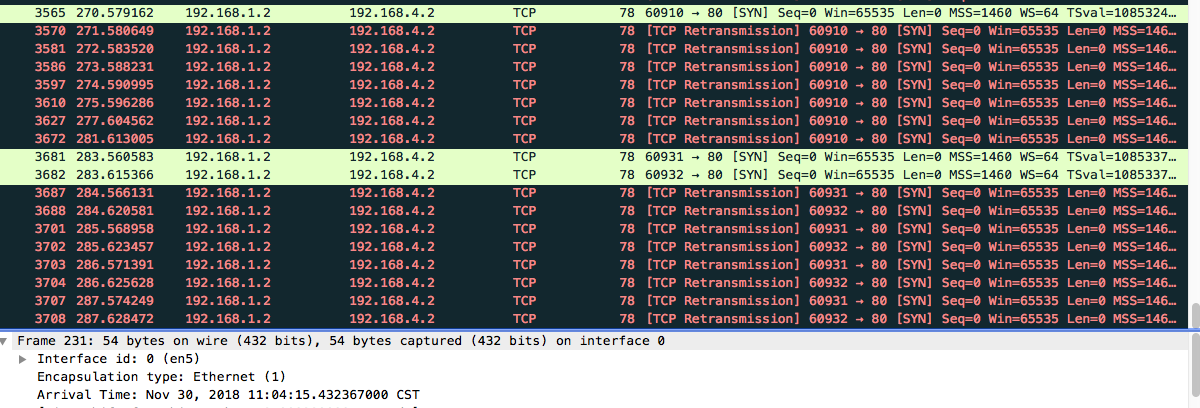 3565 270.579162 192.168.1.2 192.168.4.2 TCP 78 60910 → 80 [SYN] Seq=0 Win=65535 Len=0 MSS=1460 WS=64 TSval=1085324…
3570 271.580649 192.168.1.2 192.168.4.2 TCP 78 [TCP Retransmission] 60910 → 80 [SYN] Seq=0 Win=65535 Len=0 MSS=146…
3581 272.583520 192.168.1.2 192.168.4.2 TCP 78 [TCP Retransmission] 60910 → 80 [SYN] Seq=0 Win=65535 Len=0 MSS=146…
3586 273.588231 192.168.1.2 192.168.4.2 TCP 78 [TCP Retransmission] 60910 → 80 [SYN] Seq=0 Win=65535 Len=0 MSS=146…
3597 274.590995 192.168.1.2 192.168.4.2 TCP 78 [TCP Retransmission] 60910 → 80 [SYN] Seq=0 Win=65535 Len=0 MSS=146…
3610 275.596286 192.168.1.2 192.168.4.2 TCP 78 [TCP Retransmission] 60910 → 80 [SYN] Seq=0 Win=65535 Len=0 MSS=146…
3627 277.604562 192.168.1.2 192.168.4.2 TCP 78 [TCP Retransmission] 60910 → 80 [SYN] Seq=0 Win=65535 Len=0 MSS=146…
3672 281.613005 192.168.1.2 192.168.4.2 TCP 78 [TCP Retransmission] 60910 → 80 [SYN] Seq=0 Win=65535 Len=0 MSS=146…
3681 283.560583 192.168.1.2 192.168.4.2 TCP 78 60931 → 80 [SYN] Seq=0 Win=65535 Len=0 MSS=1460 WS=64 TSval=1085337…
3682 283.615366 192.168.1.2 192.168.4.2 TCP 78 60932 → 80 [SYN] Seq=0 Win=65535 Len=0 MSS=1460 WS=64 TSval=1085337…
3687 284.566131 192.168.1.2 192.168.4.2 TCP 78 [TCP Retransmission] 60931 → 80 [SYN] Seq=0 Win=65535 Len=0 MSS=146…
3688 284.620581 192.168.1.2 192.168.4.2 TCP 78 [TCP Retransmission] 60932 → 80 [SYN] Seq=0 Win=65535 Len=0 MSS=146…
3701 285.568958 192.168.1.2 192.168.4.2 TCP 78 [TCP Retransmission] 60931 → 80 [SYN] Seq=0 Win=65535 Len=0 MSS=146…
3702 285.623457 192.168.1.2 192.168.4.2 TCP 78 [TCP Retransmission] 60932 → 80 [SYN] Seq=0 Win=65535 Len=0 MSS=146…
3703 286.571391 192.168.1.2 192.168.4.2 TCP 78 [TCP Retransmission] 60931 → 80 [SYN] Seq=0 Win=65535 Len=0 MSS=146…
3704 286.625628 192.168.1.2 192.168.4.2 TCP 78 [TCP Retransmission] 60932 → 80 [SYN] Seq=0 Win=65535 Len=0 MSS=146…
3707 287.574249 192.168.1.2 192.168.4.2 TCP 78 [TCP Retransmission] 60931 → 80 [SYN] Seq=0 Win=65535 Len=0 MSS=146…
3708 287.628472 192.168.1.2 192.168.4.2 TCP 78 [TCP Retransmission] 60932 → 80 [SYN] Seq=0 Win=65535 Len=0 MSS=146…
Frame 231: 54 bytes on wire (432 bits), 54 bytes captured (432 bits) on interface 0
Interface id: 0 (en5)
Encapsulation type: Ethernet (1)
Arrival Time: Nov 30, 2018 11:04:15.432367000 CST